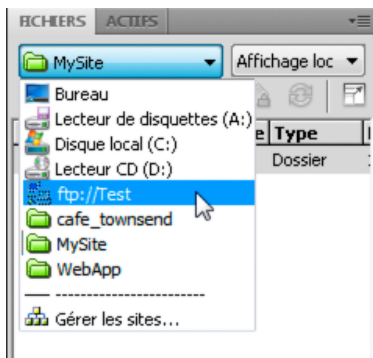 FICHIERS ACTIFS
MySite Affichage loc
Bureau
Lecteur de disquettes (A:)
Disque local (C:)
e Type
Lecteur CD (D:)
Dossier
ftp://Test
cafe_townsend
MySite
WebApp
Gérer les sites...